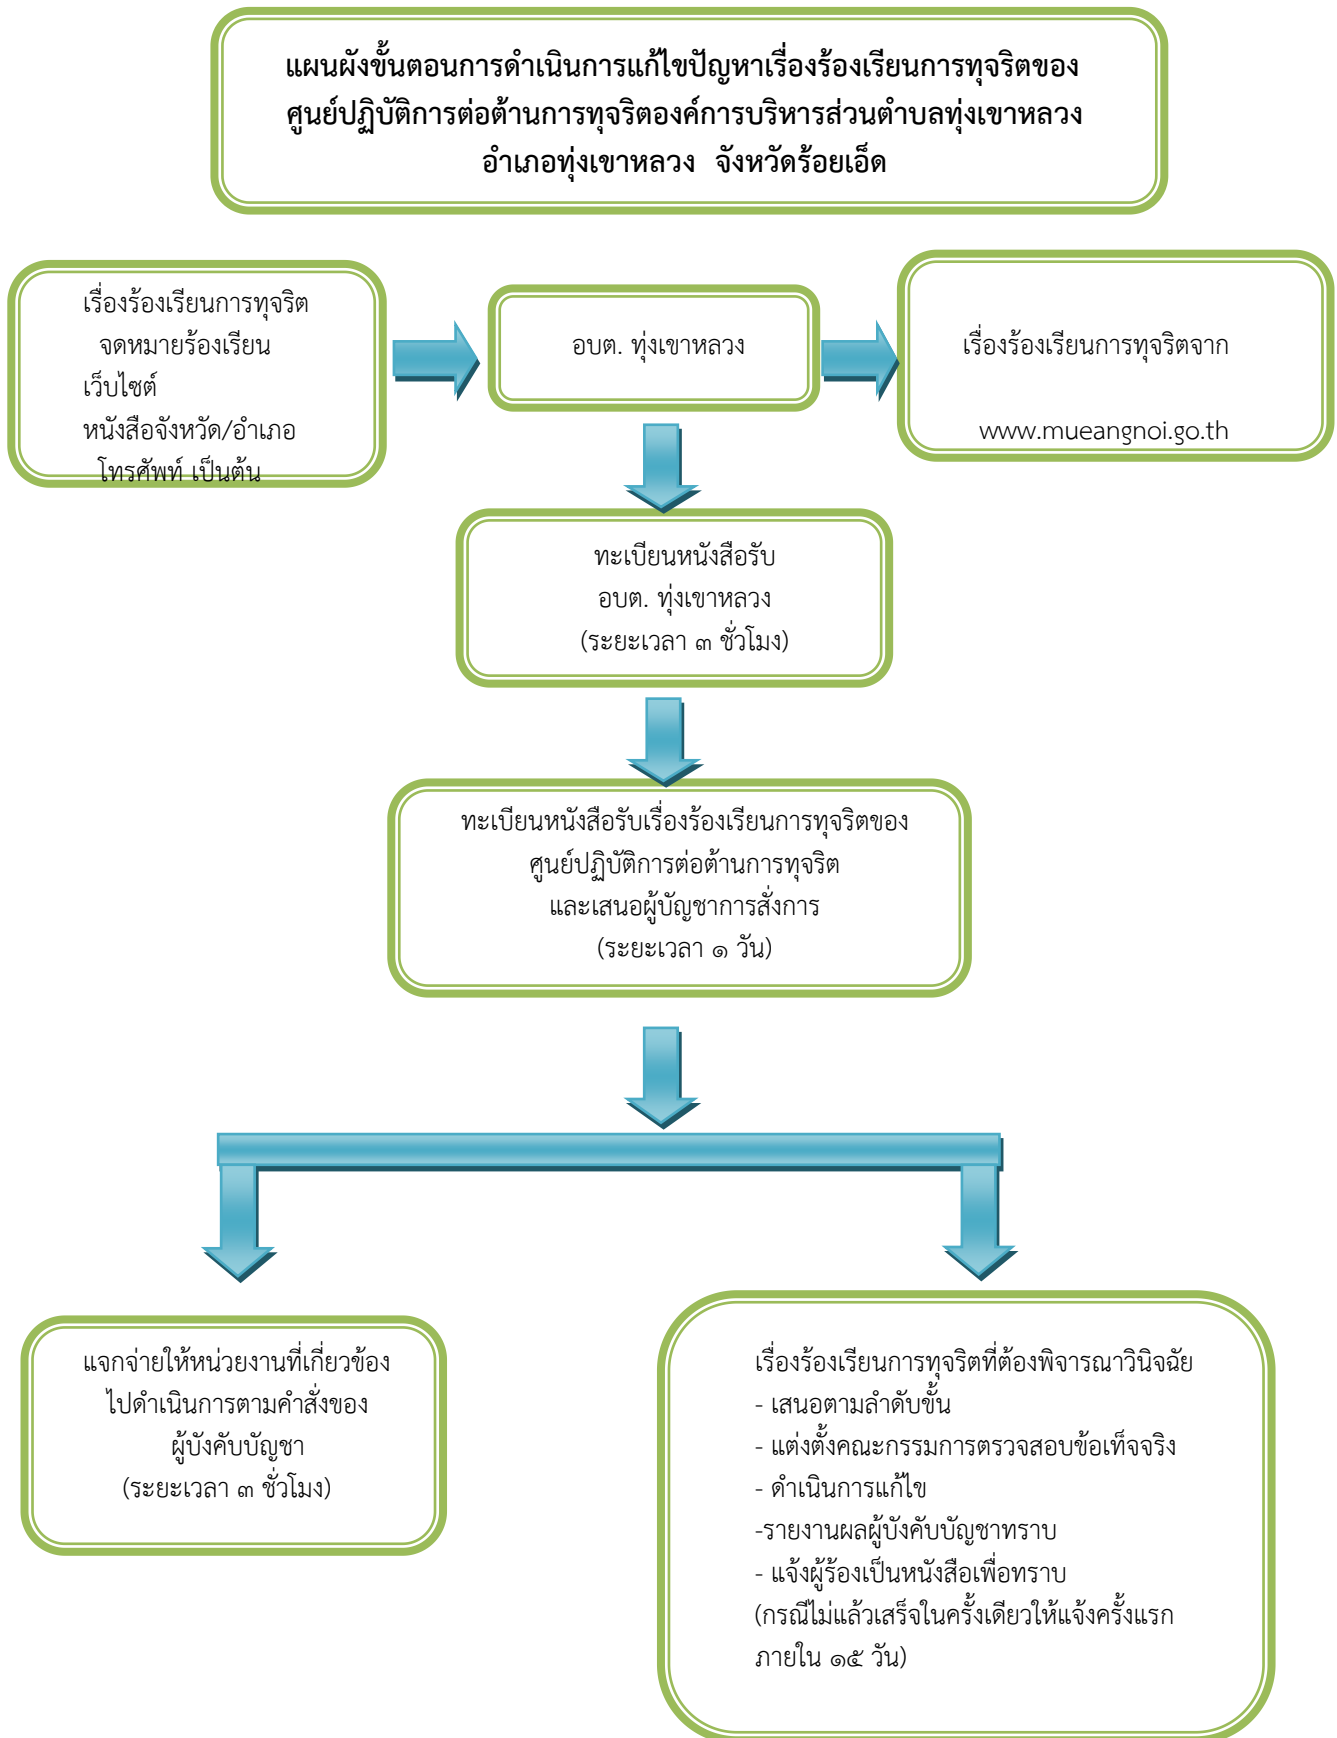 แผนผังขั้นตอนการดำเนินการแก้ไขปัญหาเรื่องร้องเรียนการทุจริตของ
ศูนย์ปฏิบัติการต่อต้านการทุจริตองค์การบริหารส่วนตำบลทุ่งเขาหลวง
อำเภอทุ่งเขาหลวง จังหวัดร้อยเอ็ด
เรื่องร้องเรียนการทุจริต
จดหมายร้องเรียน
เว็บไซต์
หนังสือจังหวัด/อำเภอ
โทรศัพท์ เป็นต้น
อบต. ทุ่งเขาหลวง
เรื่องร้องเรียนการทุจริตจาก
www.mueangnoi.go.th
ทะเบียนหนังสือรับ
อบต. ทุ่งเขาหลวง
(ระยะเวลา ๓ ชั่วโมง)
ทะเบียนหนังสือรับเรื่องร้องเรียนการทุจริตของ
ศูนย์ปฏิบัติการต่อต้านการทุจริต
และเสนอผู้บัญชาการสั่งการ
(ระยะเวลา ๑ วัน)
แจกจ่ายให้หน่วยงานที่เกี่ยวข้อง
ไปดำเนินการตามคำสั่งของ
ผู้บังคับบัญชา
(ระยะเวลา ๓ ชั่วโมง)
เรื่องร้องเรียนการทุจริตที่ต้องพิจารณาวินิจฉัย
- เสนอตามลำดับขั้น
- แต่งตั้งคณะกรรมการตรวจสอบข้อเท็จจริง
- ดำเนินการแก้ไข
-รายงานผลผู้บังคับบัญชาทราบ
- แจ้งผู้ร้องเป็นหนังสือเพื่อทราบ
(กรณีไม่แล้วเสร็จในครั้งเดียวให้แจ้งครั้งแรก
ภายใน ๑๕ วัน)